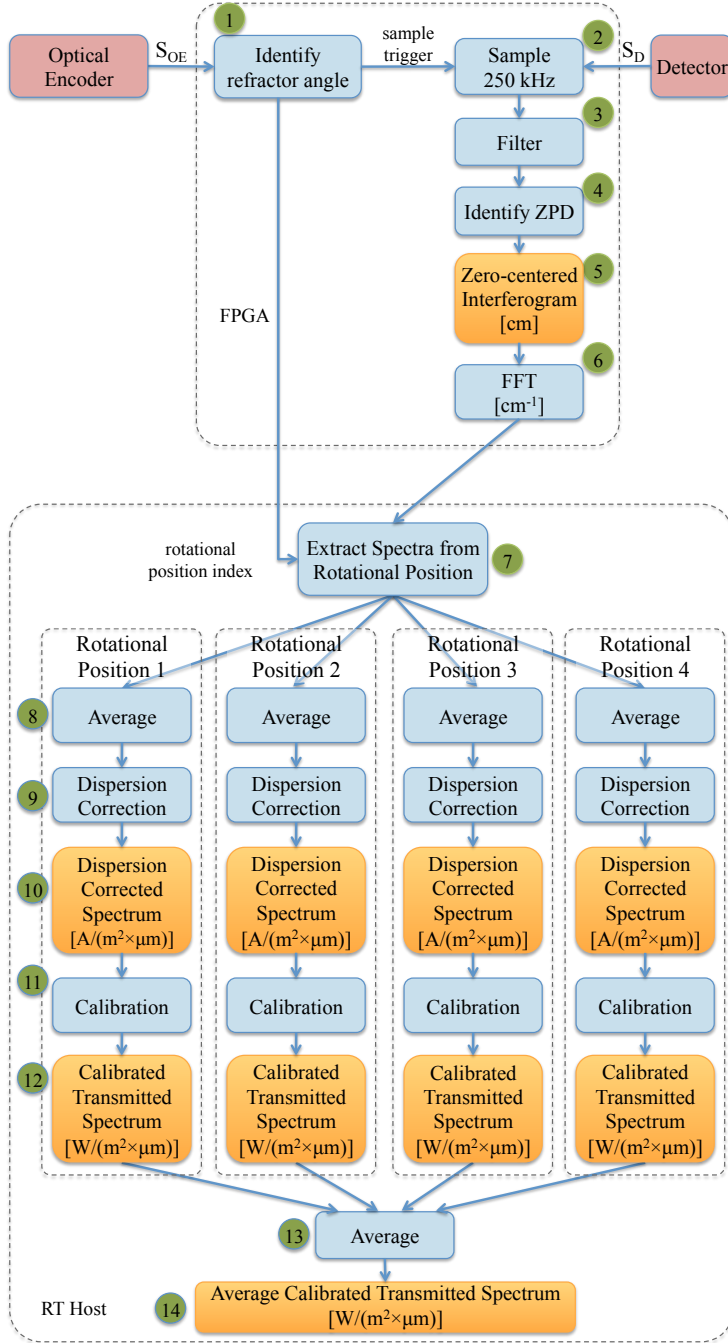 1
Optical
Encoder
S_OE
Identify
refractor angle
sample
trigger
2
Sample
250 kHz
S_D
Detector
3
Filter
4
Identify ZPD
5
Zero-centered
Interferogram
[cm]
FPGA
6
FFT
[cm⁻¹]
rotational
position index
Extract Spectra from
Rotational Position
7
Rotational
Position 1
8
Average
9
Dispersion
Correction
10
Dispersion
Corrected
Spectrum
[A/(m²×μm)]
11
Calibration
12
Calibrated
Transmitted
Spectrum
[W/(m²×μm)]
Rotational
Position 2
Average
Dispersion
Correction
Dispersion
Corrected
Spectrum
[A/(m²×μm)]
Calibration
Calibrated
Transmitted
Spectrum
[W/(m²×μm)]
Rotational
Position 3
Average
Dispersion
Correction
Dispersion
Corrected
Spectrum
[A/(m²×μm)]
Calibration
Calibrated
Transmitted
Spectrum
[W/(m²×μm)]
Rotational
Position 4
Average
Dispersion
Correction
Dispersion
Corrected
Spectrum
[A/(m²×μm)]
Calibration
Calibrated
Transmitted
Spectrum
[W/(m²×μm)]
13
Average
RT Host
14
Average Calibrated Transmitted Spectrum
[W/(m²×μm)]